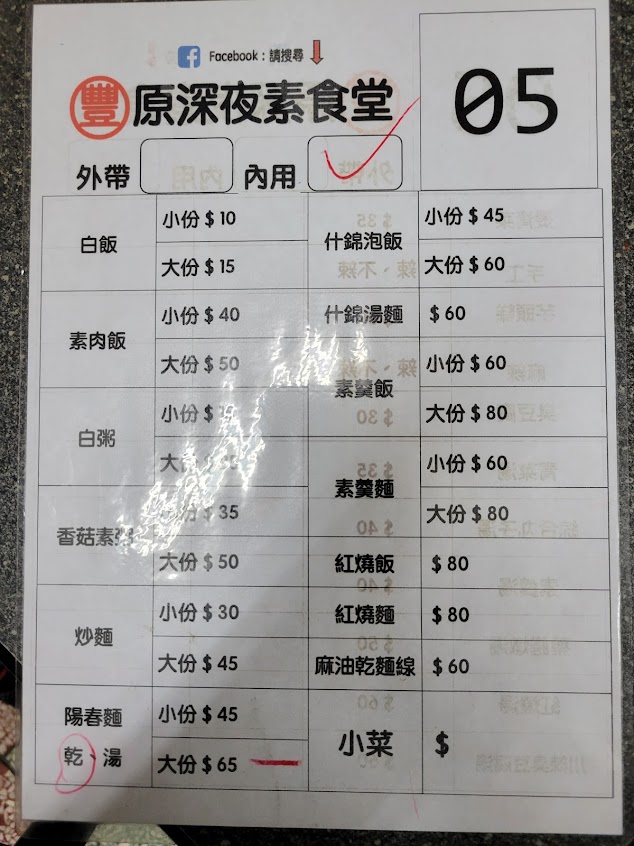 Facebook：請搜尋
豐原深夜素食堂
05
外帶 內用
白飯 小份 $ 10
大份 $ 15
素肉飯 小份 $ 40
大份 $ 50
白粥 小份 $
大份 $
香菇素粥 小份 $ 35
大份 $ 50
炒麵 小份 $ 30
大份 $ 45
陽春麵 小份 $ 45
乾、湯 大份 $ 65
什錦泡飯 小份 $ 45
大份 $ 60
什錦湯麵 $ 60
素羹飯 小份 $ 60
大份 $ 80
素羹麵 小份 $ 60
大份 $ 80
紅燒飯 $ 80
紅燒麵 $ 80
麻油乾麵線 $ 60
小菜 $